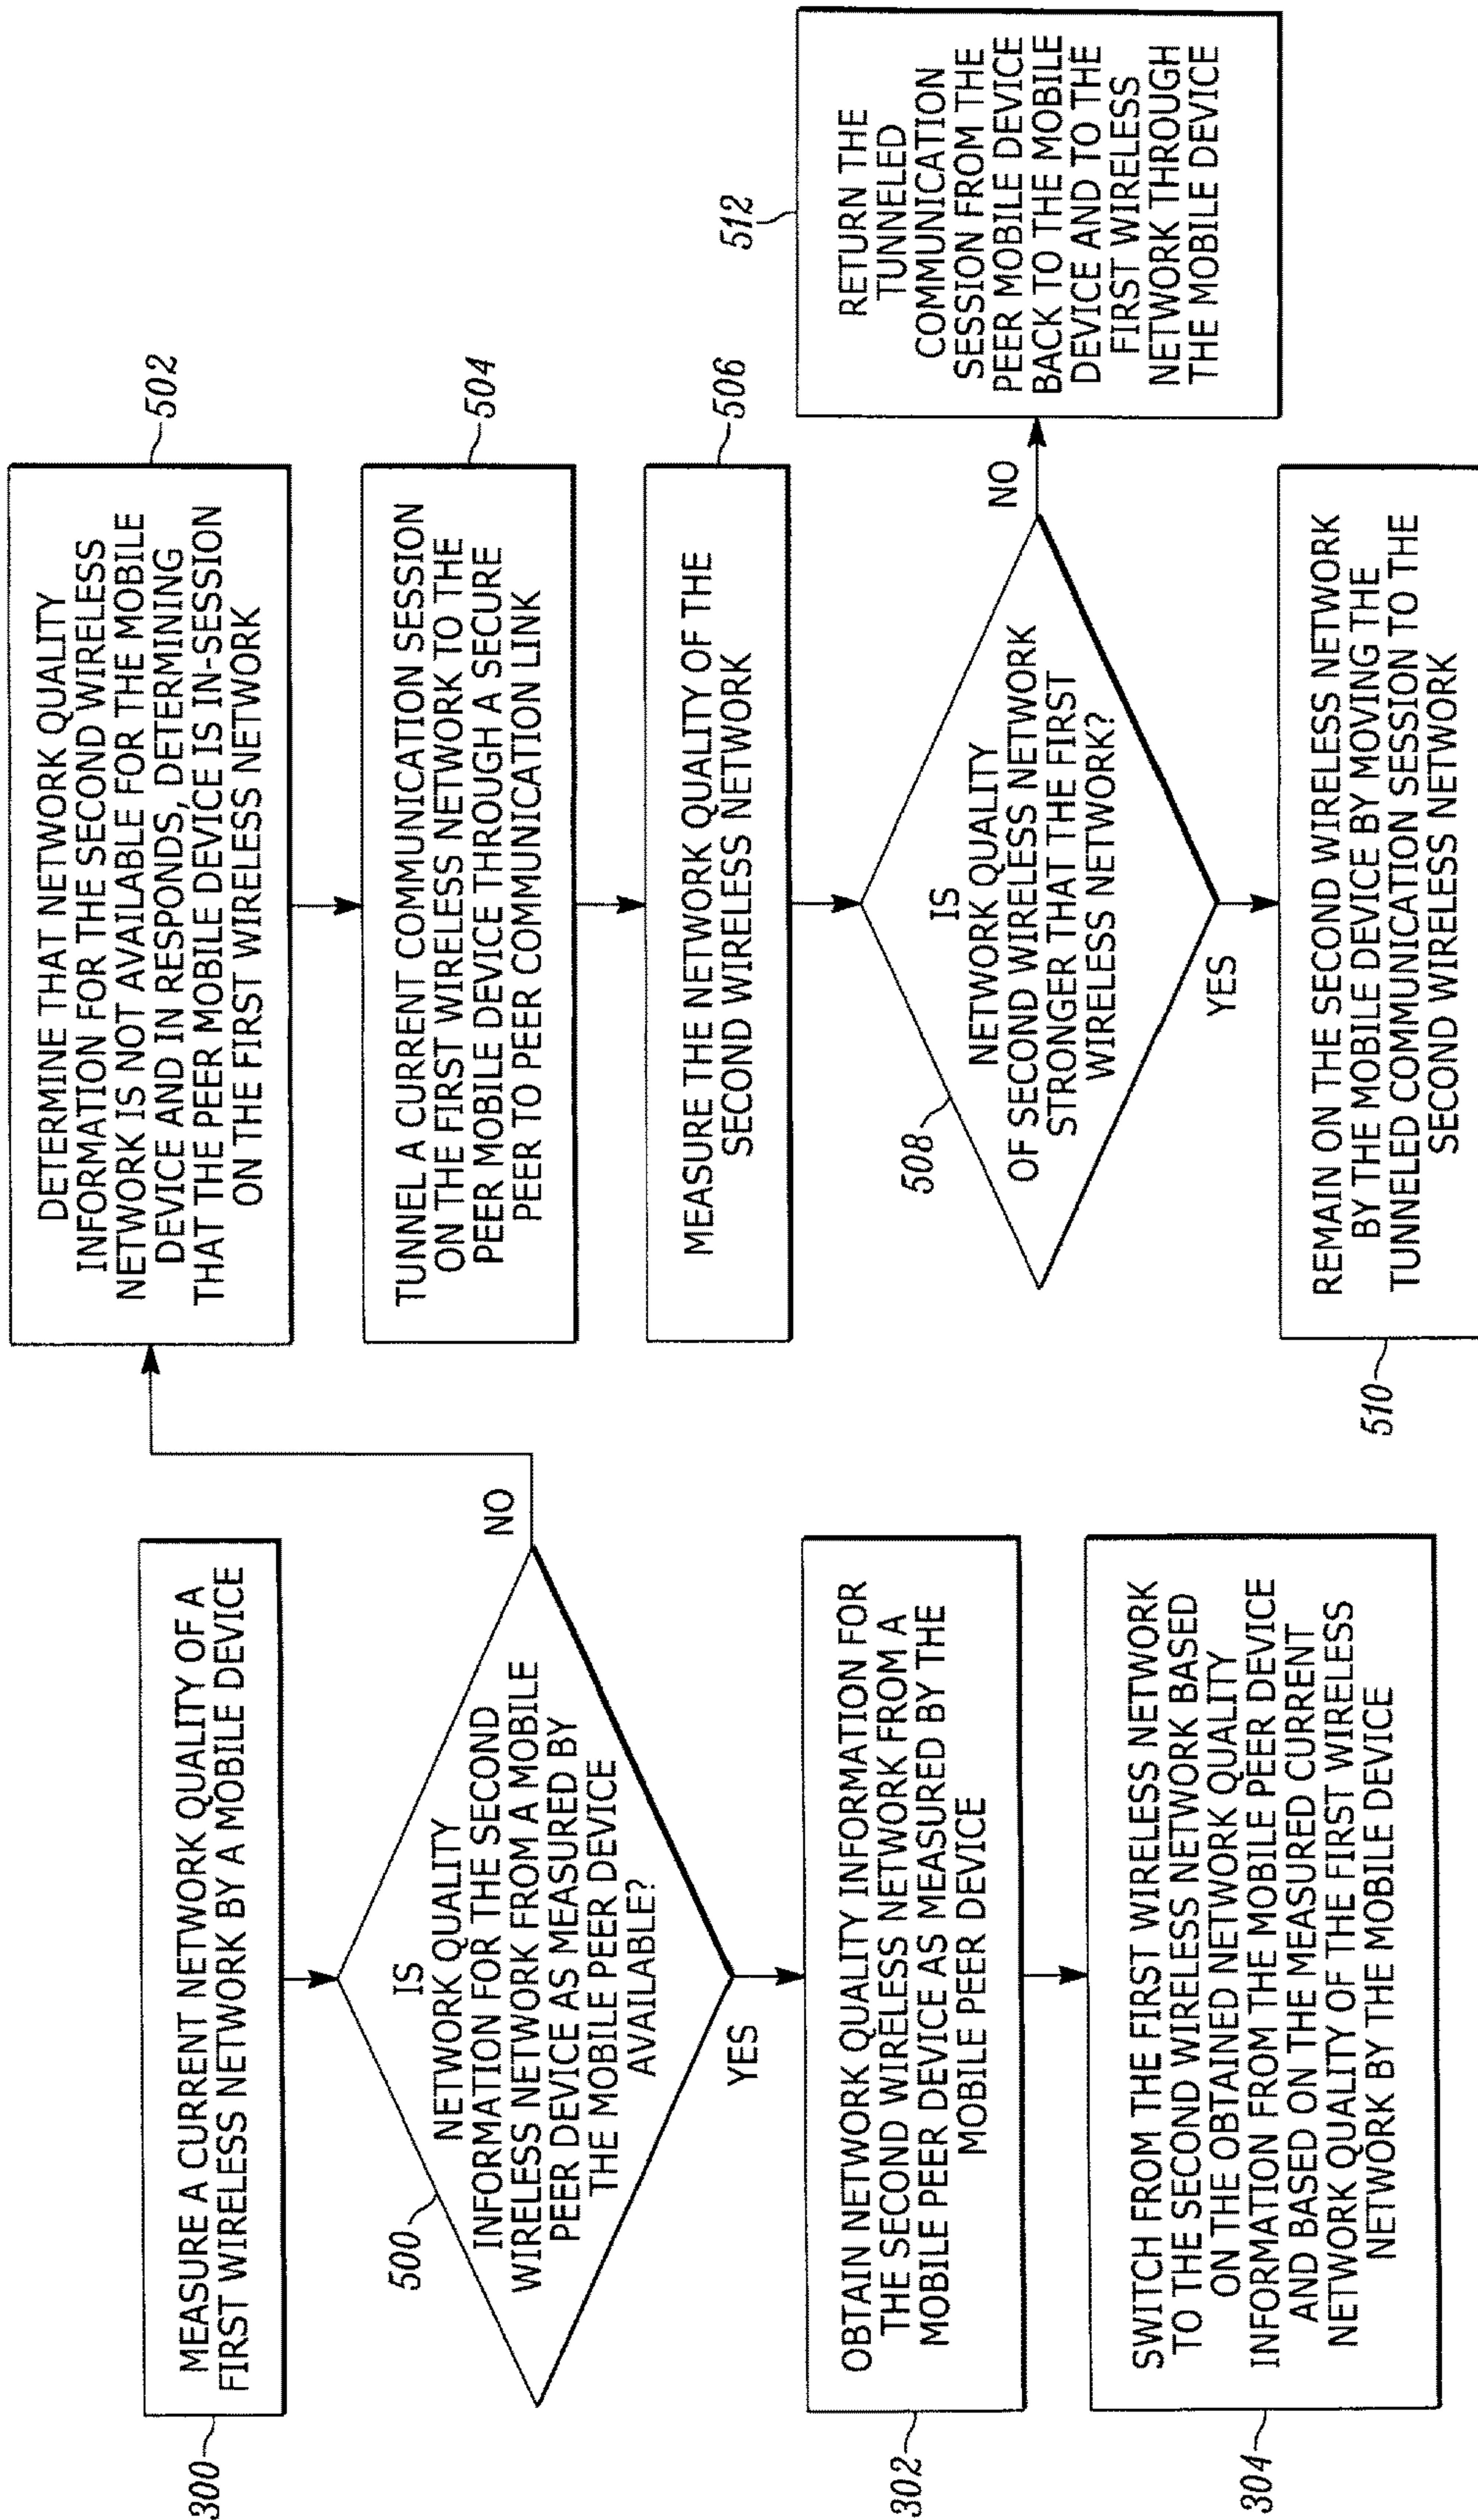 300
MEASURE A CURRENT NETWORK QUALITY OF A
FIRST WIRELESS NETWORK BY A MOBILE DEVICE
500
IS
NETWORK QUALITY
INFORMATION FOR THE SECOND
WIRELESS NETWORK FROM A MOBILE
PEER DEVICE AS MEASURED BY
THE MOBILE PEER DEVICE
AVAILABLE?
NO
YES
302
OBTAIN NETWORK QUALITY INFORMATION FOR
THE SECOND WIRELESS NETWORK FROM A
MOBILE PEER DEVICE AS MEASURED BY THE
MOBILE PEER DEVICE
304
SWITCH FROM THE FIRST WIRELESS NETWORK
TO THE SECOND WIRELESS NETWORK BASED
ON THE OBTAINED NETWORK QUALITY
INFORMATION FROM THE MOBILE PEER DEVICE
AND BASED ON THE MEASURED CURRENT
NETWORK QUALITY OF THE FIRST WIRELESS
NETWORK BY THE MOBILE DEVICE
502
DETERMINE THAT NETWORK QUALITY
INFORMATION FOR THE SECOND WIRELESS
NETWORK IS NOT AVAILABLE FOR THE MOBILE
DEVICE AND IN RESPONDS, DETERMINING
THAT THE PEER MOBILE DEVICE IS IN-SESSION
ON THE FIRST WIRELESS NETWORK
504
TUNNEL A CURRENT COMMUNICATION SESSION
ON THE FIRST WIRELESS NETWORK TO THE
PEER MOBILE DEVICE THROUGH A SECURE
PEER TO PEER COMMUNICATION LINK
506
MEASURE THE NETWORK QUALITY OF THE
SECOND WIRELESS NETWORK
508
IS
NETWORK QUALITY
OF SECOND WIRELESS NETWORK
STRONGER THAT THE FIRST
WIRELESS NETWORK?
NO
YES
510
REMAIN ON THE SECOND WIRELESS NETWORK
BY THE MOBILE DEVICE BY MOVING THE
TUNNELED COMMUNICATION SESSION TO THE
SECOND WIRELESS NETWORK
512
RETURN THE
TUNNELED
COMMUNICATION
SESSION FROM THE
PEER MOBILE DEVICE
BACK TO THE MOBILE
DEVICE AND TO THE
FIRST WIRELESS
NETWORK THROUGH
THE MOBILE DEVICE